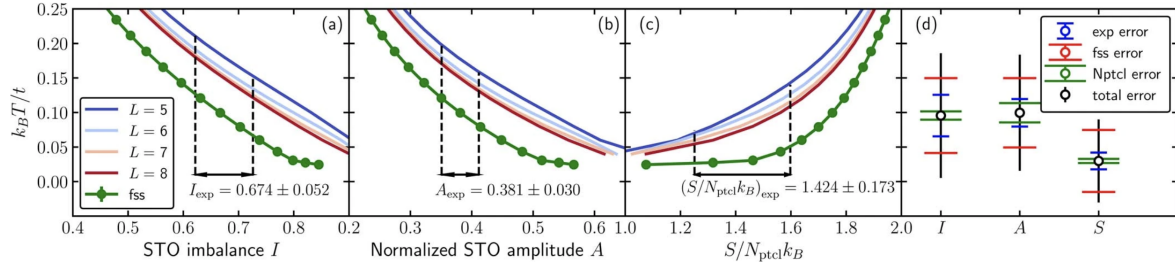 0.25
0.20
0.15
0.10
0.05
0.00
k_BT/t
(a)
L = 5
L = 6
L = 7
L = 8
fss
I_exp = 0.674 ± 0.052
0.4 0.5 0.6 0.7 0.8
STO imbalance I
(b)
A_exp = 0.381 ± 0.030
0.2 0.3 0.4 0.5 0.6
Normalized STO amplitude A
(c)
(S/N_ptcl k_B)_exp = 1.424 ± 0.173
1.0 1.2 1.4 1.6 1.8 2.0
S/N_ptcl k_B
(d)
exp error
fss error
Nptcl error
total error
I A S